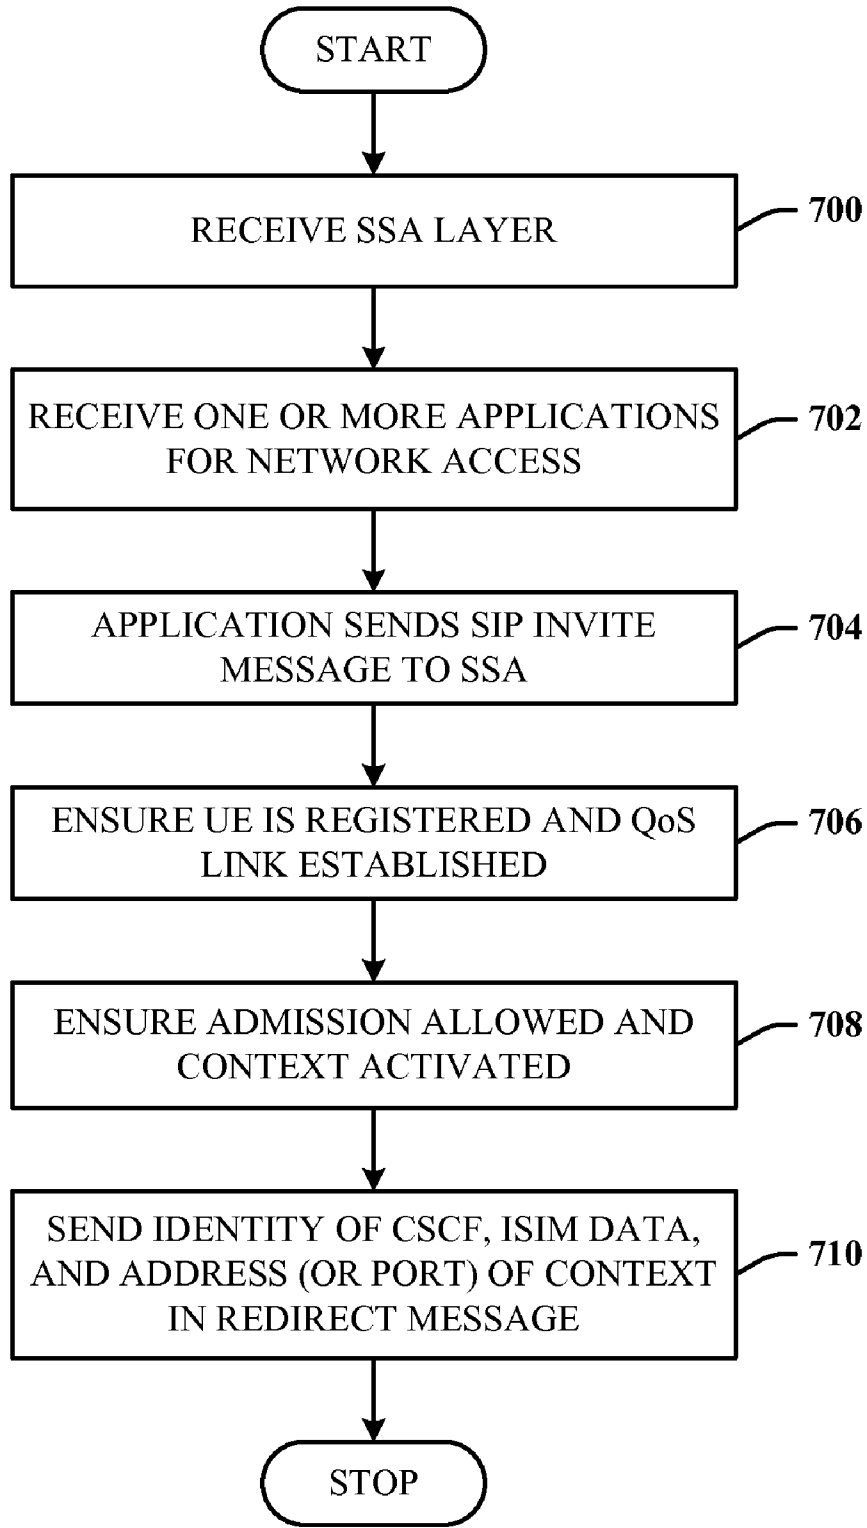 START
RECEIVE SSA LAYER
700
RECEIVE ONE OR MORE APPLICATIONS
FOR NETWORK ACCESS
702
APPLICATION SENDS SIP INVITE
MESSAGE TO SSA
704
ENSURE UE IS REGISTERED AND QoS
LINK ESTABLISHED
706
ENSURE ADMISSION ALLOWED AND
CONTEXT ACTIVATED
708
SEND IDENTITY OF CSCF, ISIM DATA,
AND ADDRESS (OR PORT) OF CONTEXT
IN REDIRECT MESSAGE
710
STOP